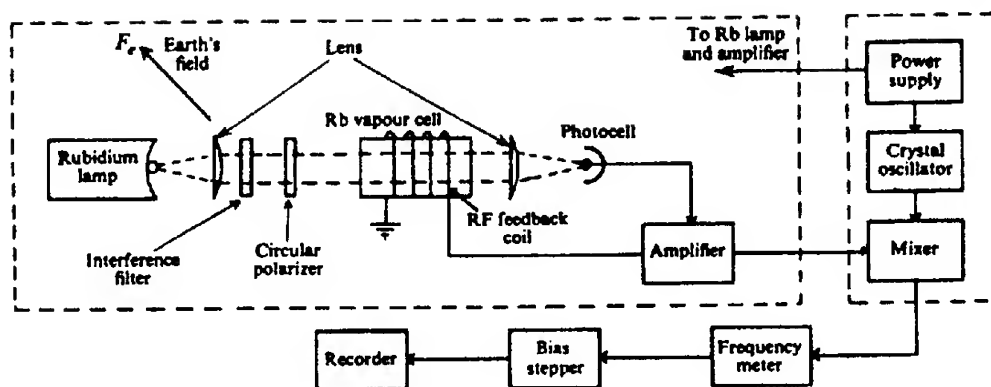 Fe
Earth's
field
Lens
To Rb lamp
and amplifier
Power
supply
Rb vapour cell
Photocell
Rubidium
lamp
Crystal
oscillator
RF feedback
coil
Interference
filter
Circular
polarizer
Amplifier
Mixer
Recorder
Bias
stepper
Frequency
meter